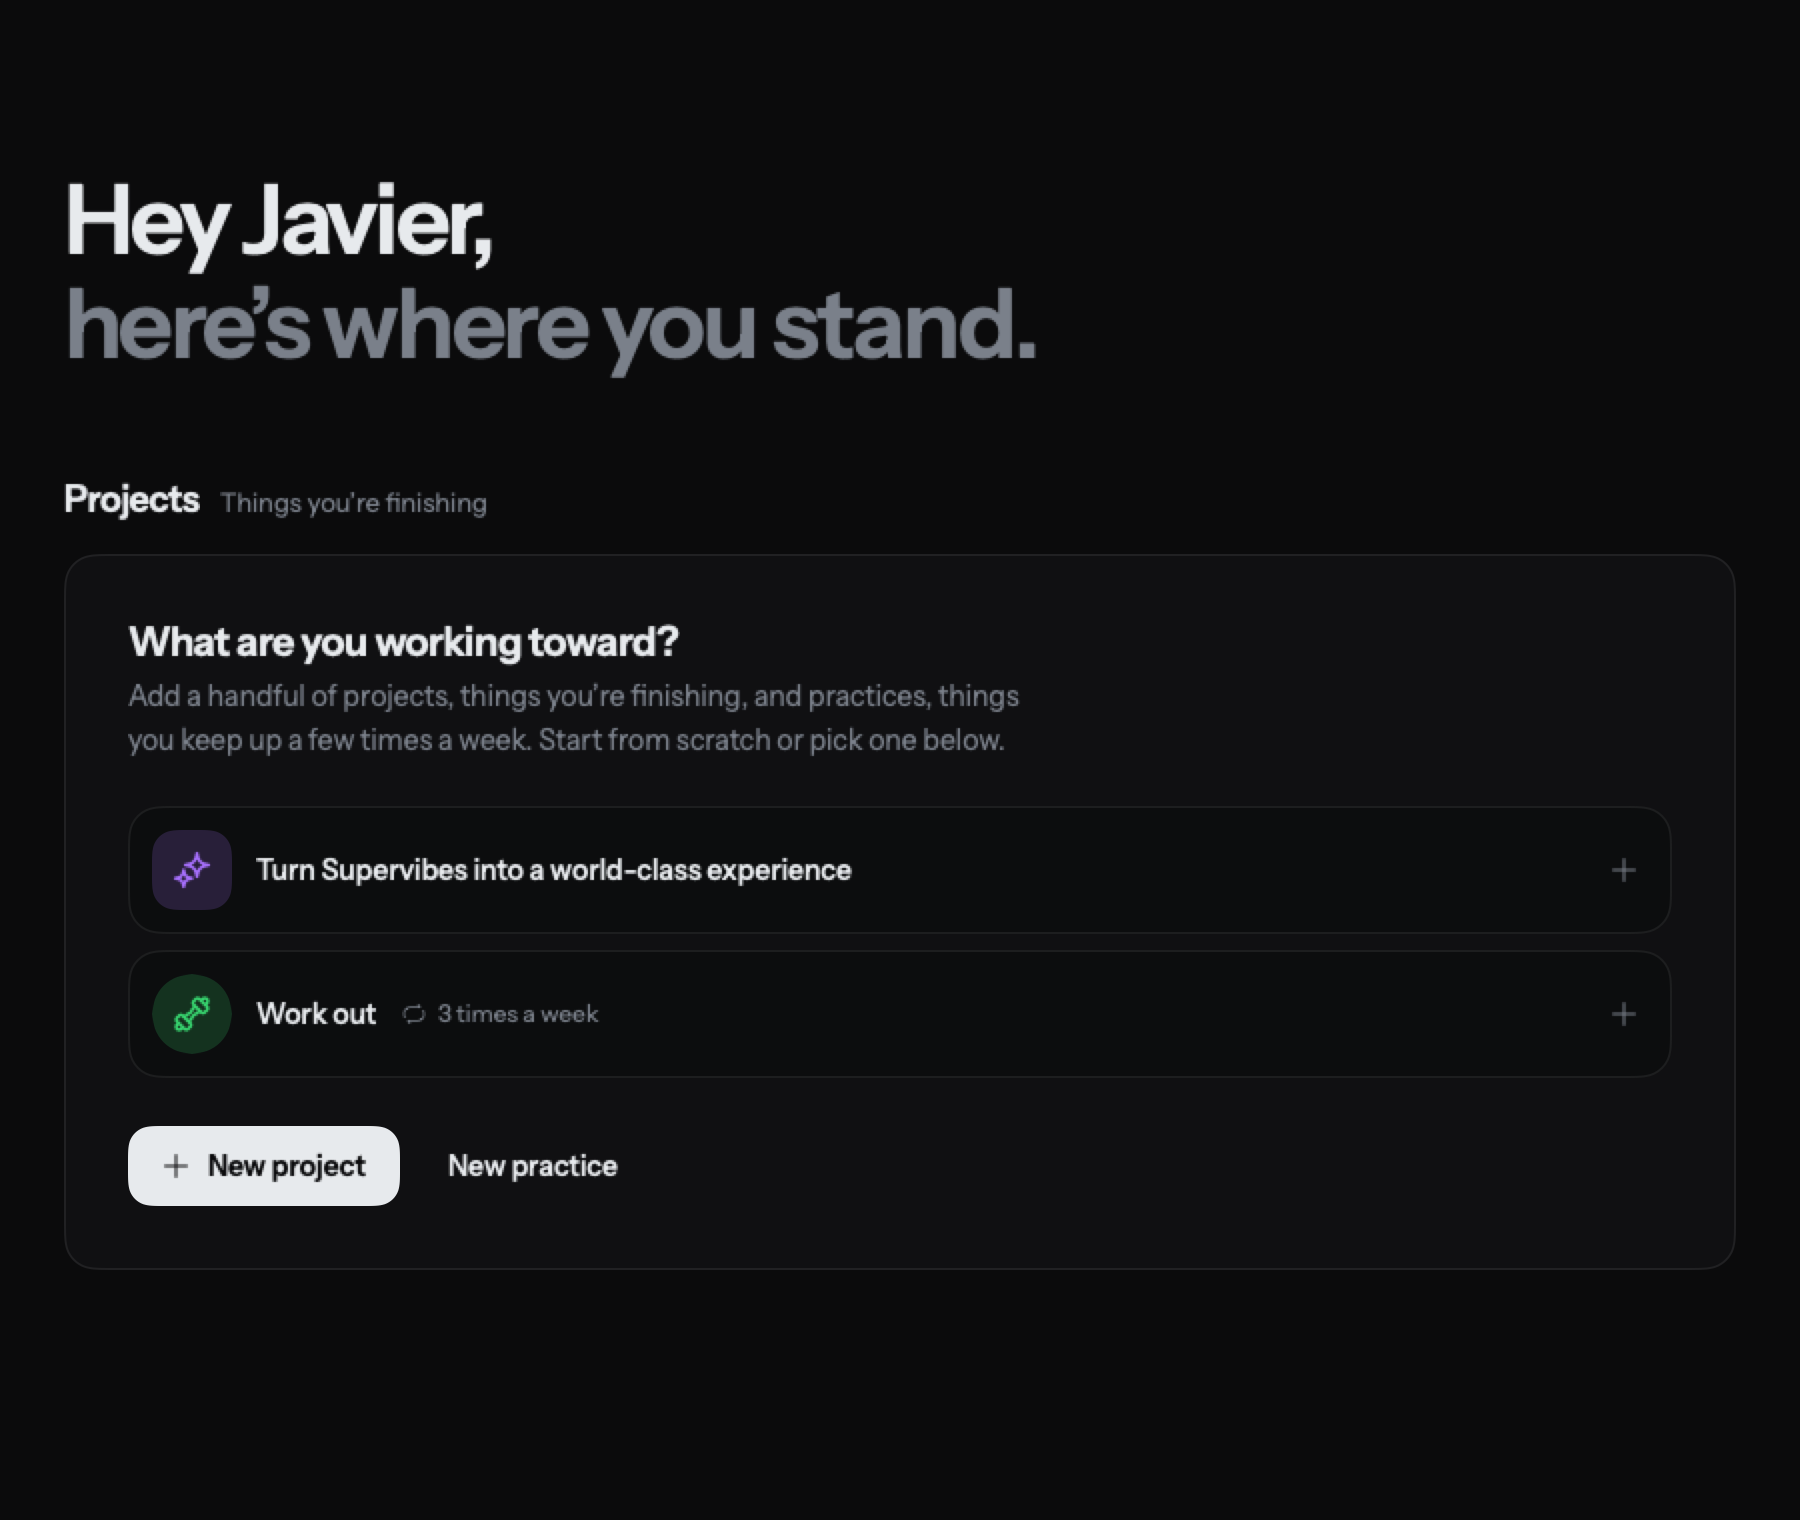 Hey Javier,
here’s where you stand.
Projects Things you’re finishing
What are you working toward?
Add a handful of projects, things you’re finishing, and practices, things
you keep up a few times a week. Start from scratch or pick one below.
Turn Supervibes into a world-class experience
Work out 3 times a week
New project New practice